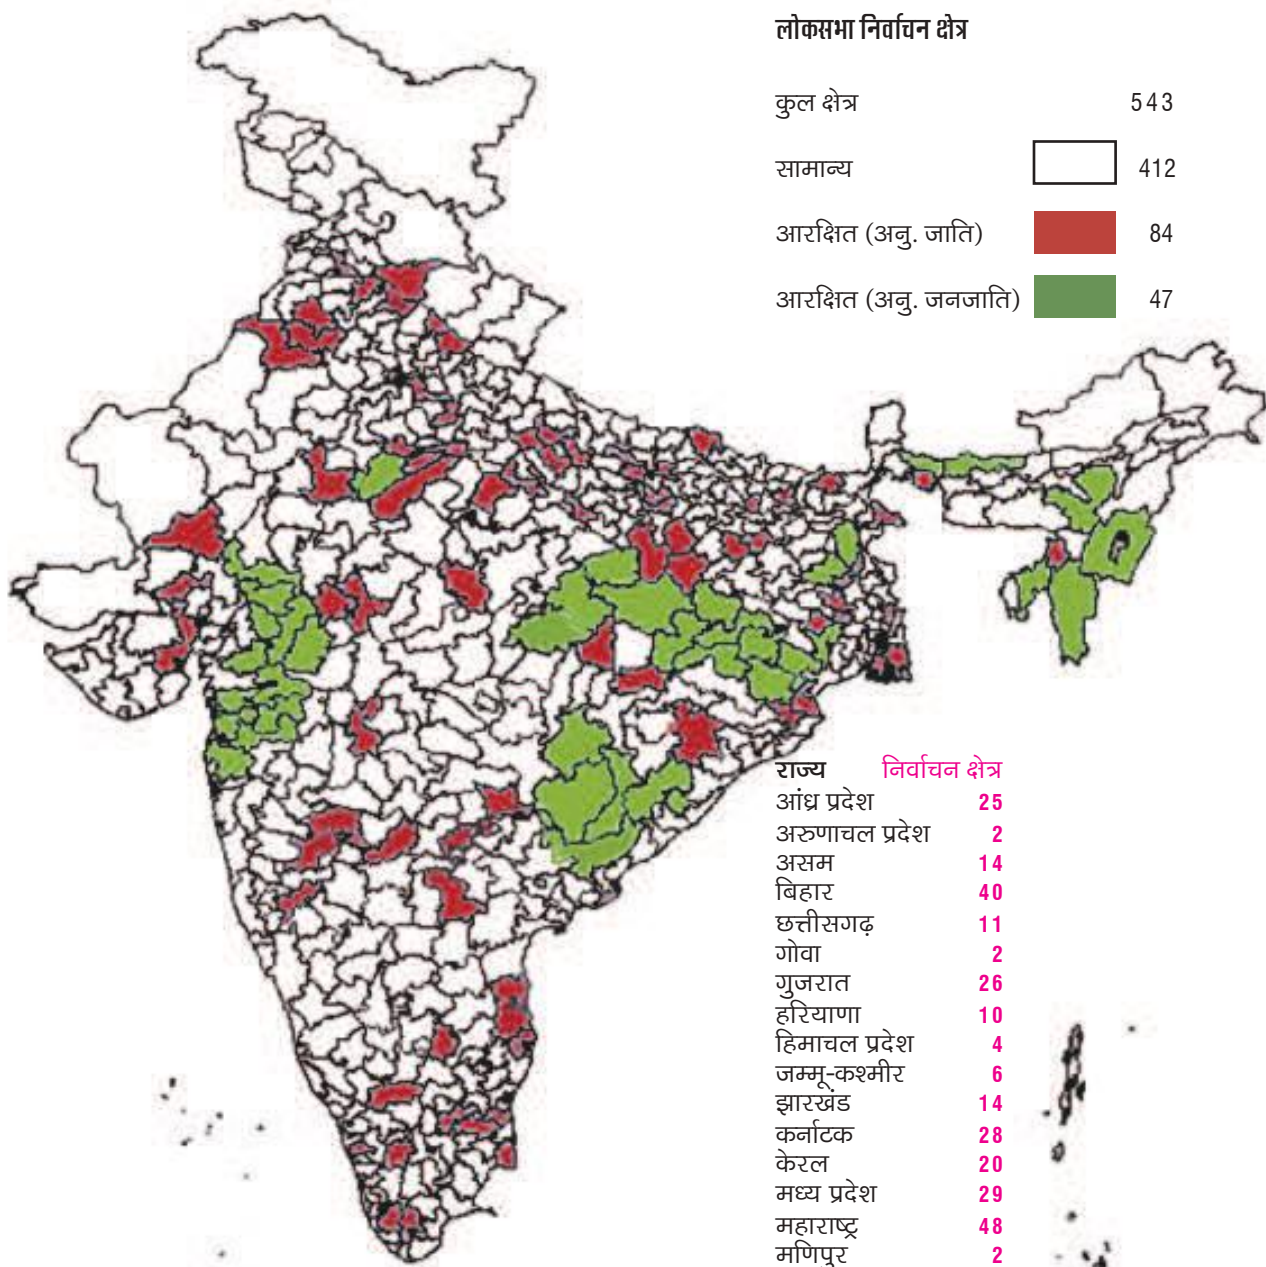 लोकसभा निर्वाचन क्षेत्र
कुल क्षेत्र 543
सामान्य 412
आरक्षित (अनु. जाति) 84
आरक्षित (अनु. जनजाति) 47
राज्य निर्वाचन क्षेत्र
आंध्र प्रदेश 25
अरुणाचल प्रदेश 2
असम 14
बिहार 40
छत्तीसगढ़ 11
गोवा 2
गुजरात 26
हरियाणा 10
हिमाचल प्रदेश 4
जम्मू-कश्मीर 6
झारखंड 14
कर्नाटक 28
केरल 20
मध्य प्रदेश 29
महाराष्ट्र 48
मणिपुर 2